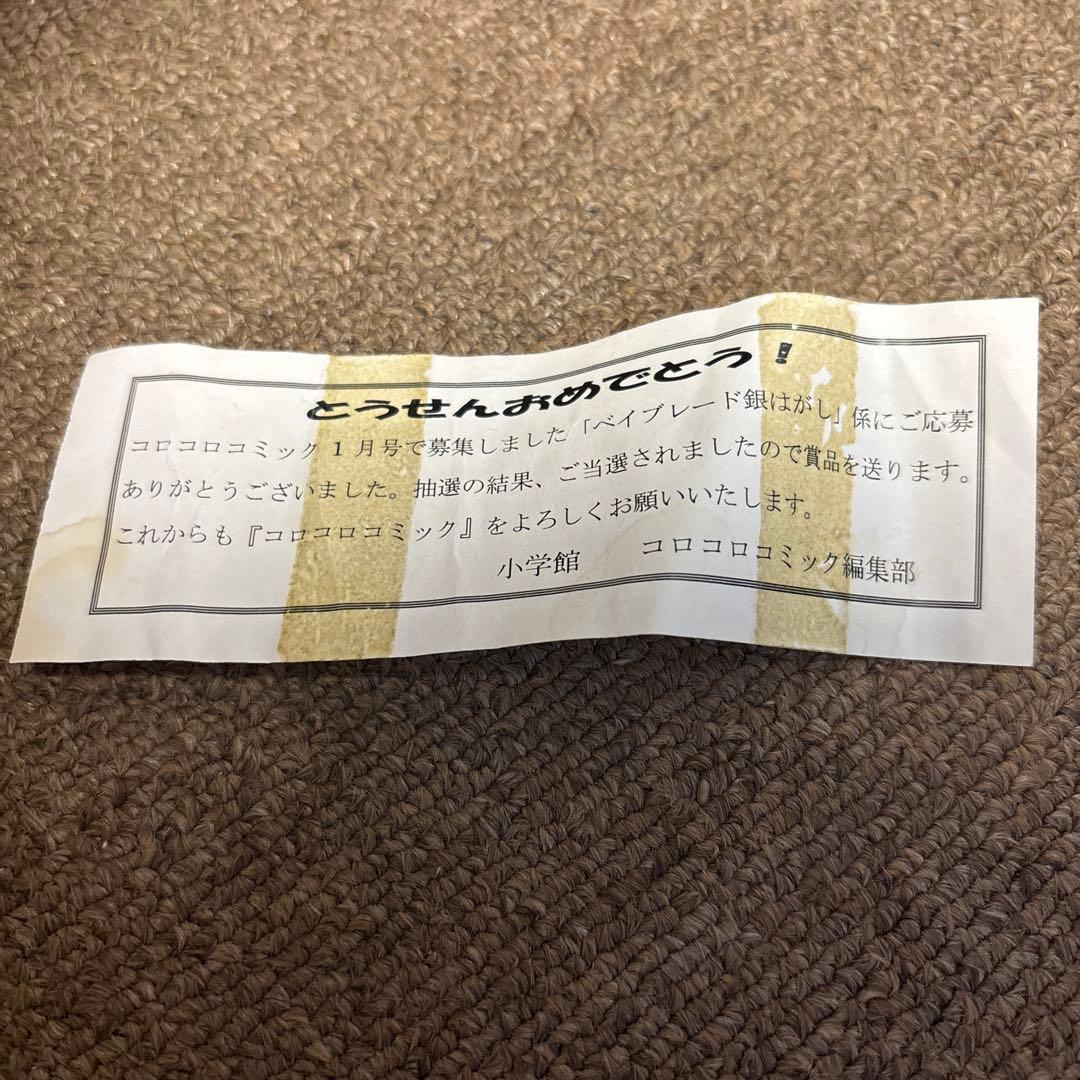 とうせんおめでとう！
コロコロコミック1月号で募集しました「ベイブレード銀はがし」係にご応募
ありがとうございました。抽選の結果、ご当選されましたので賞品を送ります。
これからも『コロコロコミック』をよろしくお願いいたします。
小学館　　コロコロコミック編集部